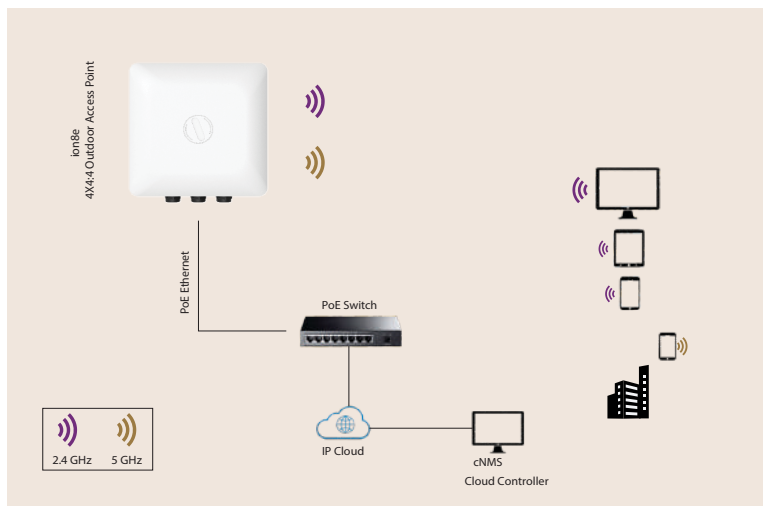 ion8e
4X4:4 Outdoor Access Point
PoE Ethernet
PoE Switch
IP Cloud
cNMS
Cloud Controller
2.4 GHz
5 GHz